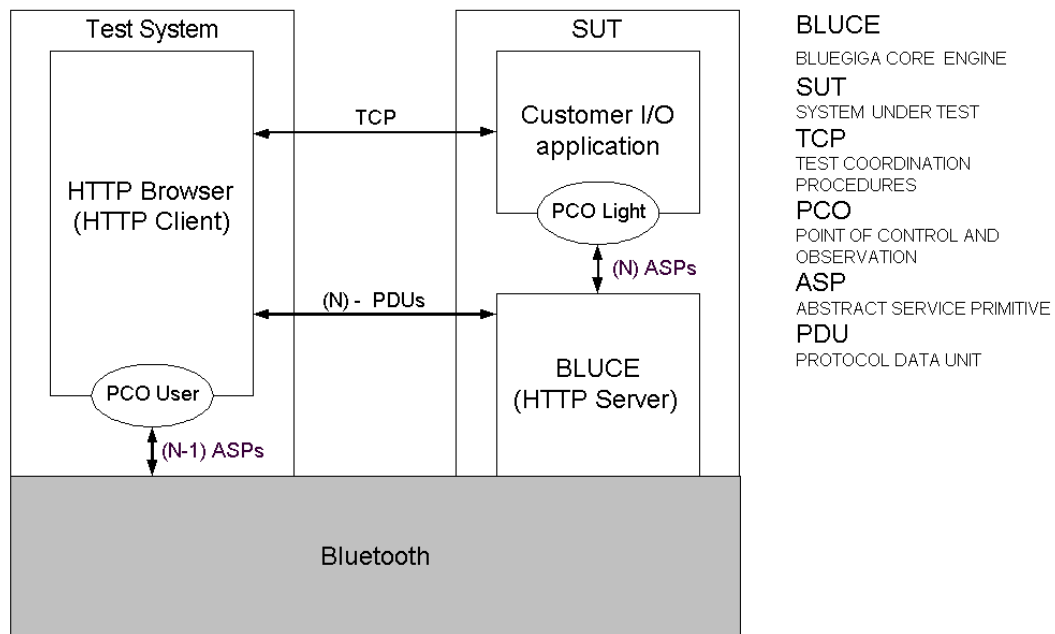 Test System
SUT
HTTP Browser
(HTTP Client)
TCP
Customer I/O
application
PCO Light
(N) ASPs
(N) - PDUs
BLUCE
(HTTP Server)
PCO User
(N-1) ASPs
Bluetooth
BLUCE
BLUEGIGA CORE ENGINE
SUT
SYSTEM UNDER TEST
TCP
TEST COORDINATION
PROCEDURES
PCO
POINT OF CONTROL AND
OBSERVATION
ASP
ABSTRACT SERVICE PRIMITIVE
PDU
PROTOCOL DATA UNIT